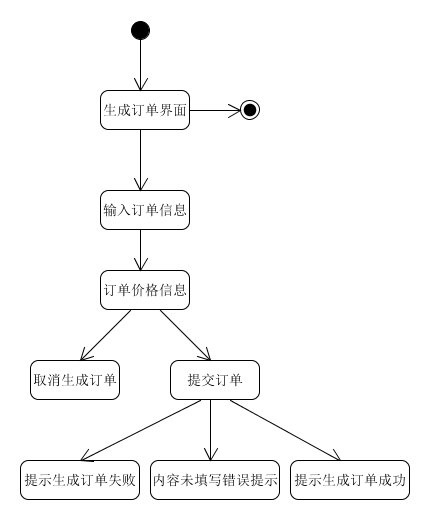 生成订单界面
输入订单信息
订单价格信息
取消生成订单
提交订单
提示生成订单失败
内容未填写错误提示
提示生成订单成功